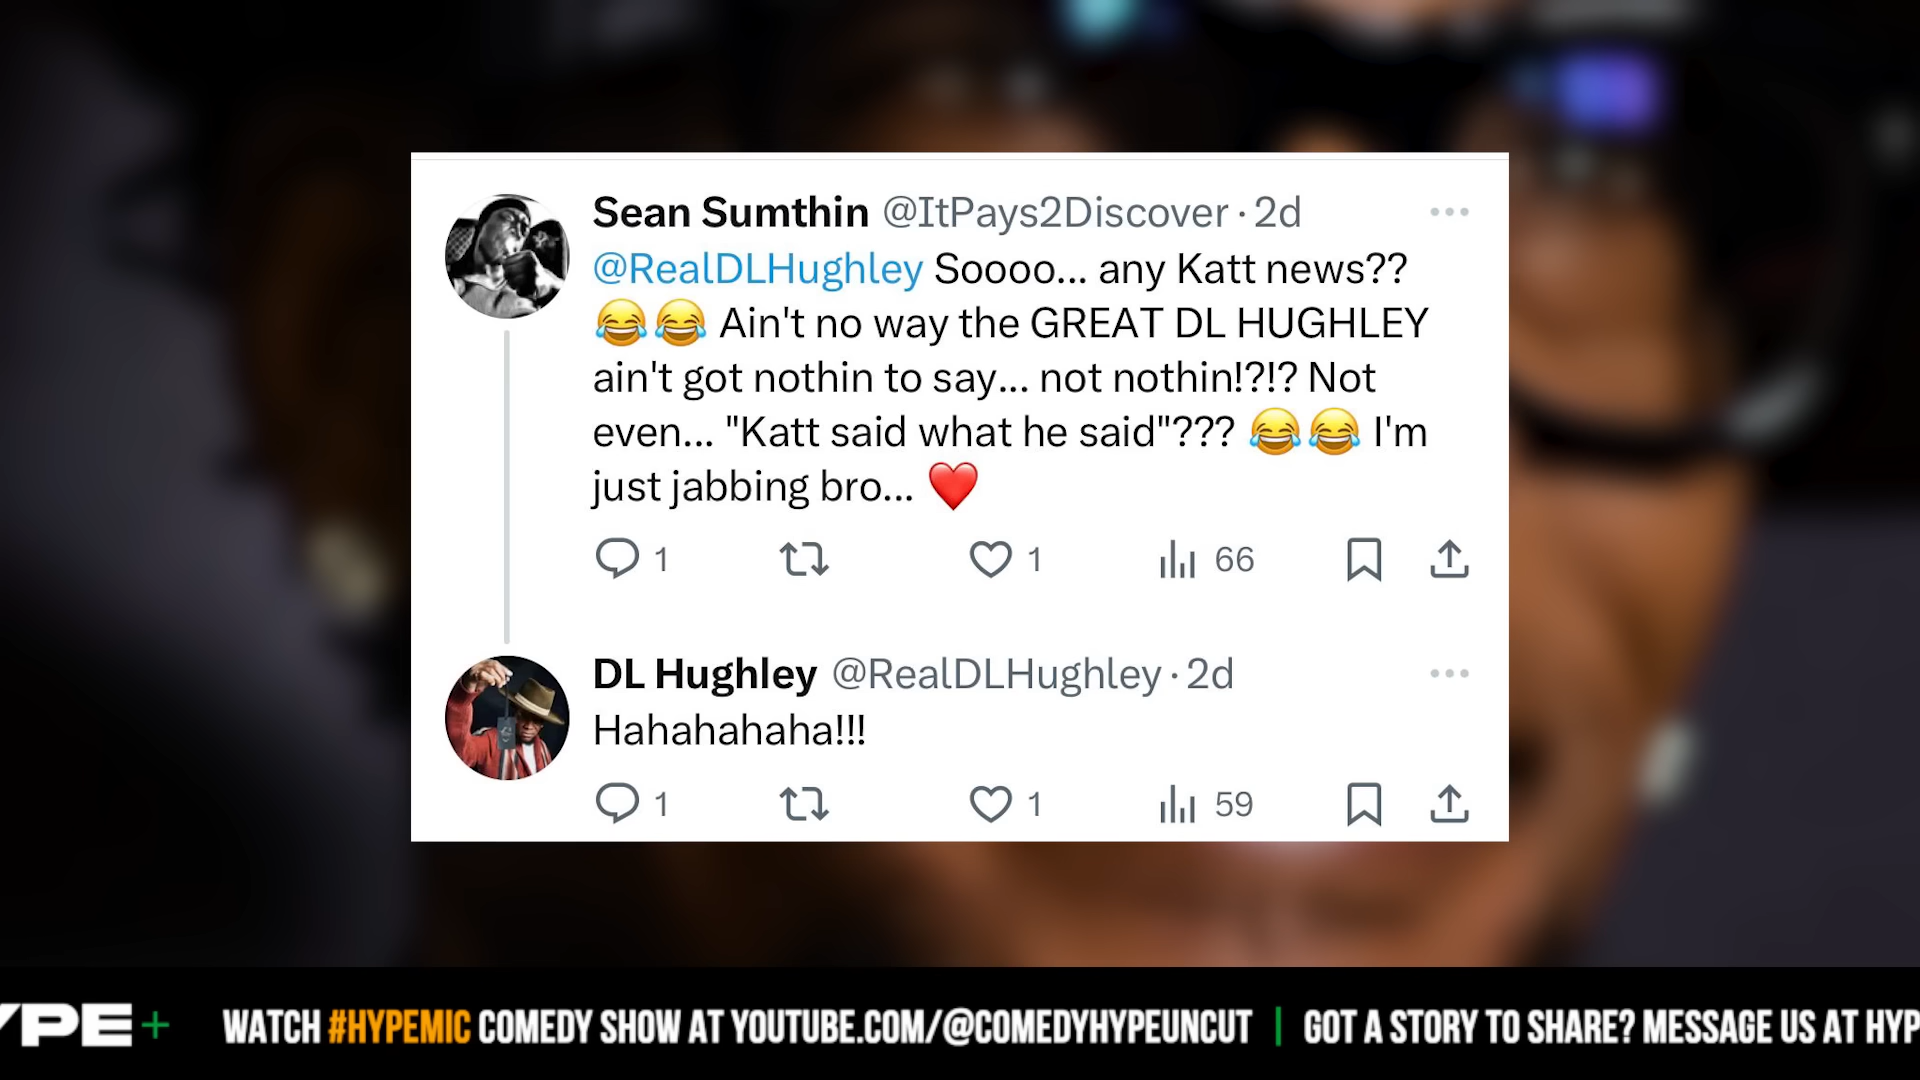 Sean Sumthin @ItPays2Discover · 2d
@RealDLHughley Soooo... any Katt news??
😂😂 Ain't no way the GREAT DL HUGHLEY
ain't got nothin to say... not nothin!?!? Not
even... "Katt said what he said"??? 😂😂 I'm
just jabbing bro... ❤️
1 1 66
DL Hughley @RealDLHughley · 2d
Hahahahaha!!!
1 1 59
YPE+ WATCH #HYPEMIC COMEDY SHOW AT YOUTUBE.COM/@COMEDYHYPEUNCUT | GOT A STORY TO SHARE? MESSAGE US AT HYP